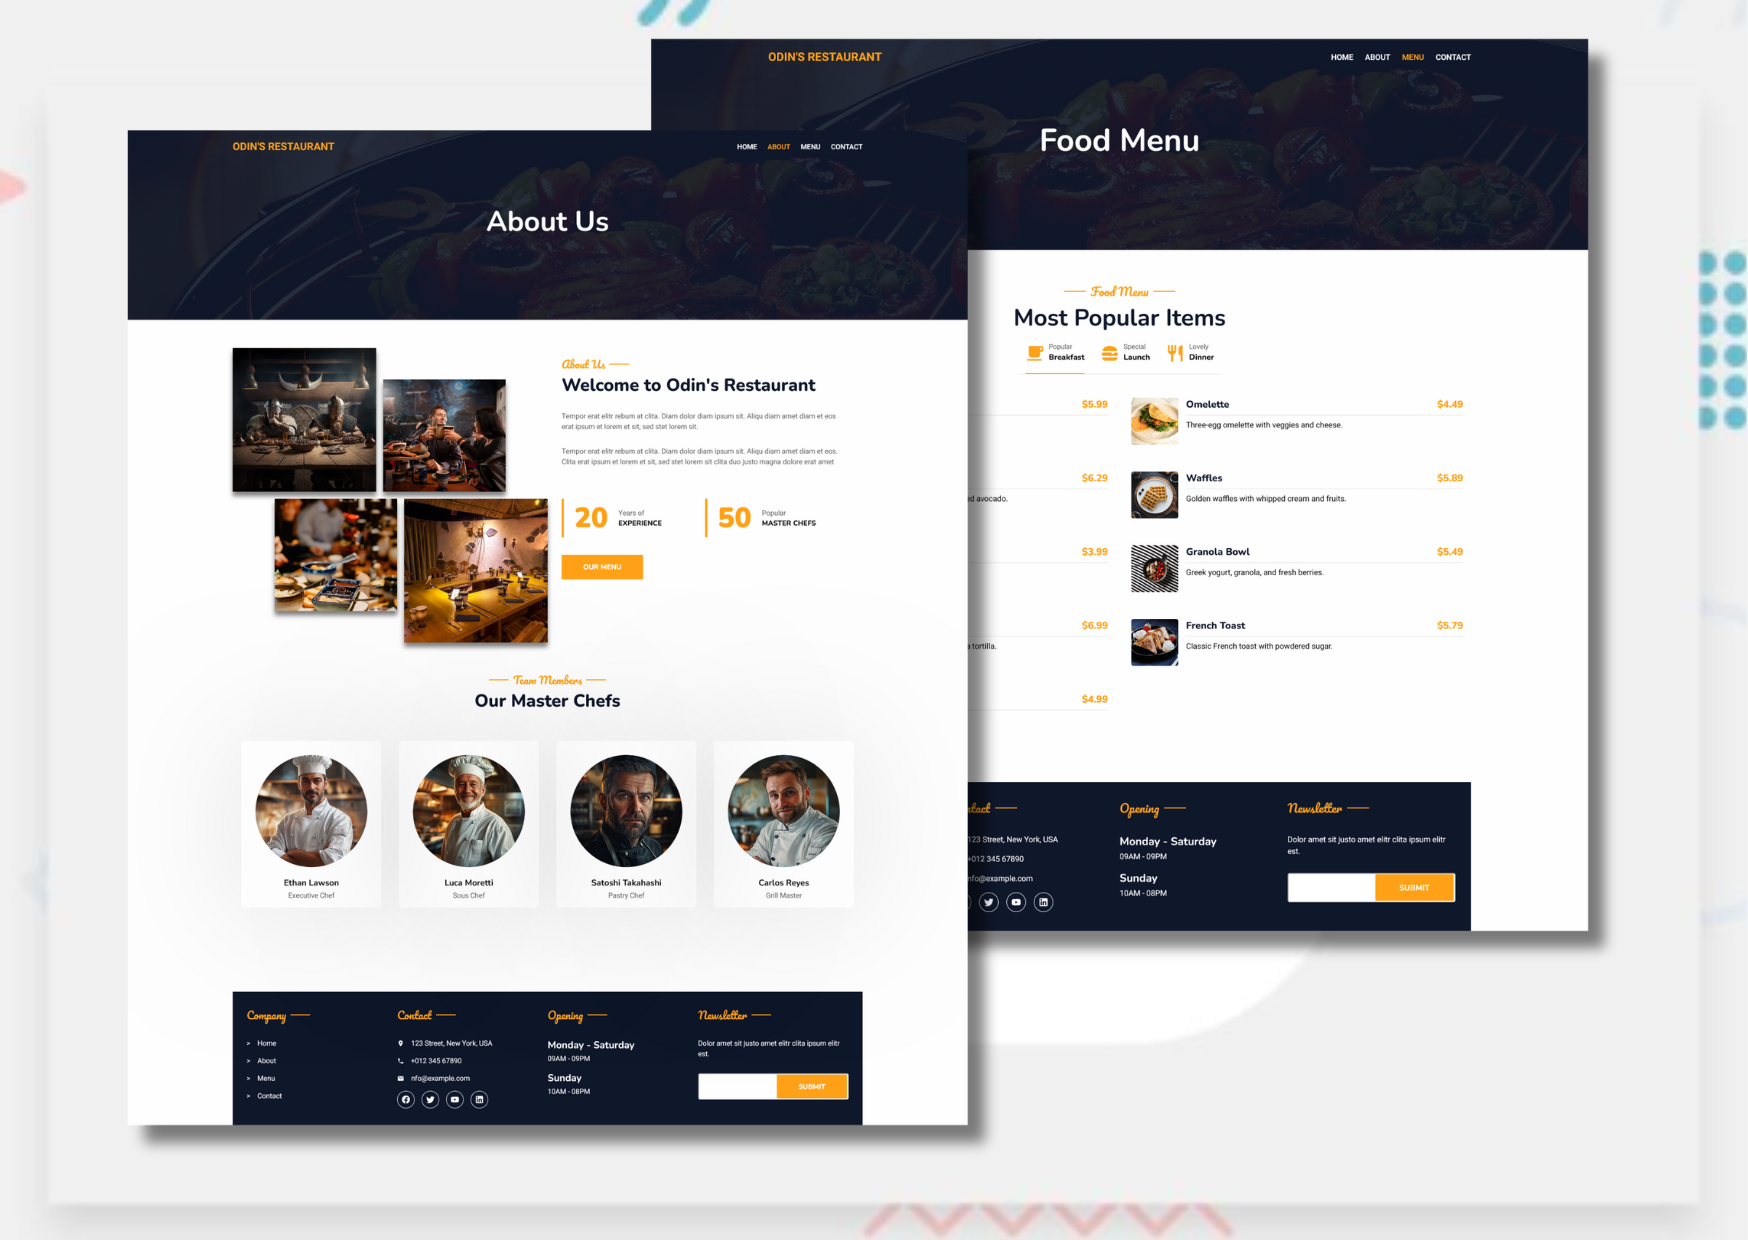 ODIN'S RESTAURANT
HOME ABOUT MENU CONTACT
Food Menu
Food Menu
Most Popular Items
Popular
Breakfast
Special
Launch
Lovely
Dinner
$5.99
Omelette $4.49
Three-egg omelette with veggies and cheese.
$6.29
avocado.
Waffles $5.89
Golden waffles with whipped cream and fruits.
$3.99
Granola Bowl $5.49
Greek yogurt, granola, and fresh berries.
$6.99
tortilla.
French Toast $5.79
Classic French toast with powdered sugar.
$4.99
123 Street, New York, USA
+012 345 67890
nfo@example.com
Opening
Monday - Saturday
09AM - 09PM
Sunday
10AM - 08PM
Newsletter
Dolor amet sit justo amet elitr clita ipsum elitr
est.
SUBMIT
ODIN'S RESTAURANT
HOME ABOUT MENU CONTACT
About Us
About Us
Welcome to Odin's Restaurant
Tempor erat elitr rebum at clita. Diam dolor diam ipsum sit. Aliqu diam amet diam et eos
erat ipsum et lorem et sit, sed stet lorem sit.
Tempor erat elitr rebum at clita. Diam dolor diam ipsum sit. Aliqu diam amet diam et eos.
Clita erat ipsum et lorem et sit, sed stet lorem sit clita duo justo magna dolore erat amet
20
Years of
EXPERIENCE
50
Popular
MASTER CHEFS
OUR MENU
Team Members
Our Master Chefs
Ethan Lawson
Executive Chef
Luca Moretti
Sous Chef
Satoshi Takahashi
Pastry Chef
Carlos Reyes
Grill Master
Company
> Home
> About
> Menu
> Contact
Contact
123 Street, New York, USA
+012 345 67890
nfo@example.com
Opening
Monday - Saturday
09AM - 09PM
Sunday
10AM - 08PM
Newsletter
Dolor amet sit justo amet elitr clita ipsum elitr
est.
SUBMIT